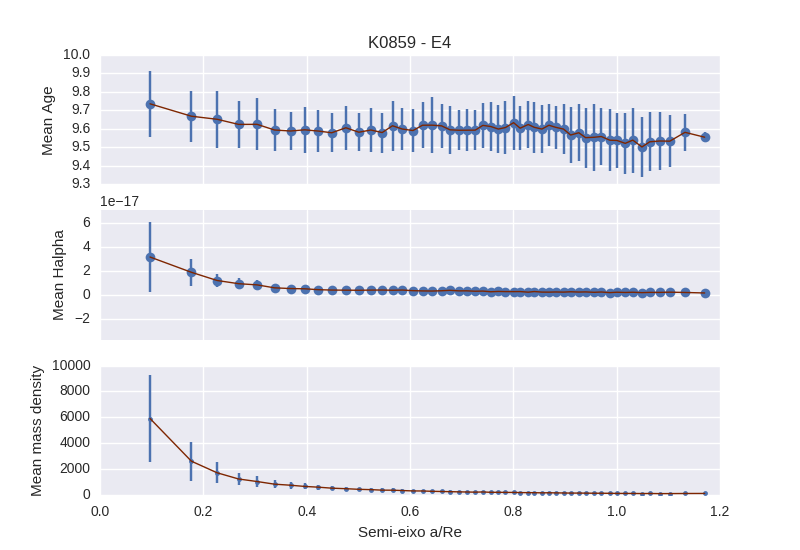 K0859 - E4
Mean Age
10.0
9.9
9.8
9.7
9.6
9.5
9.4
9.3
1e−17
Mean Halpha
6
4
2
0
−2
Mean mass density
10000
8000
6000
4000
2000
0
0.0 0.2 0.4 0.6 0.8 1.0 1.2
Semi-eixo a/Re